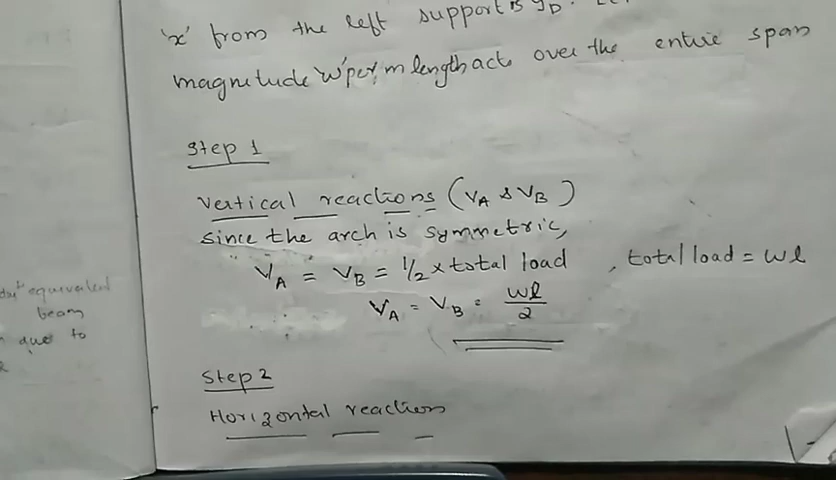 'x' from the left support is yD.
magnitude 'w' per m length acts over the entire span
Step 1
Vertical reactions (VA & VB)
since the arch is symmetric,
VA = VB = 1/2 × total load , total load = wl
VA = VB = wl/2
Step 2
Horizontal reactions
equivalent
beam
due to